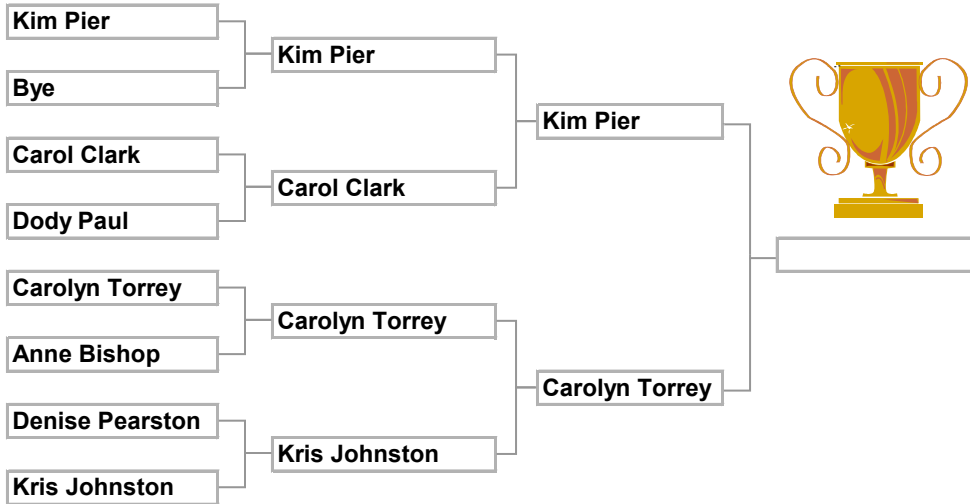 Kim Pier
Bye
Carol Clark
Dody Paul
Carolyn Torrey
Anne Bishop
Denise Pearston
Kris Johnston
Kim Pier
Carol Clark
Carolyn Torrey
Kris Johnston
Kim Pier
Carolyn Torrey